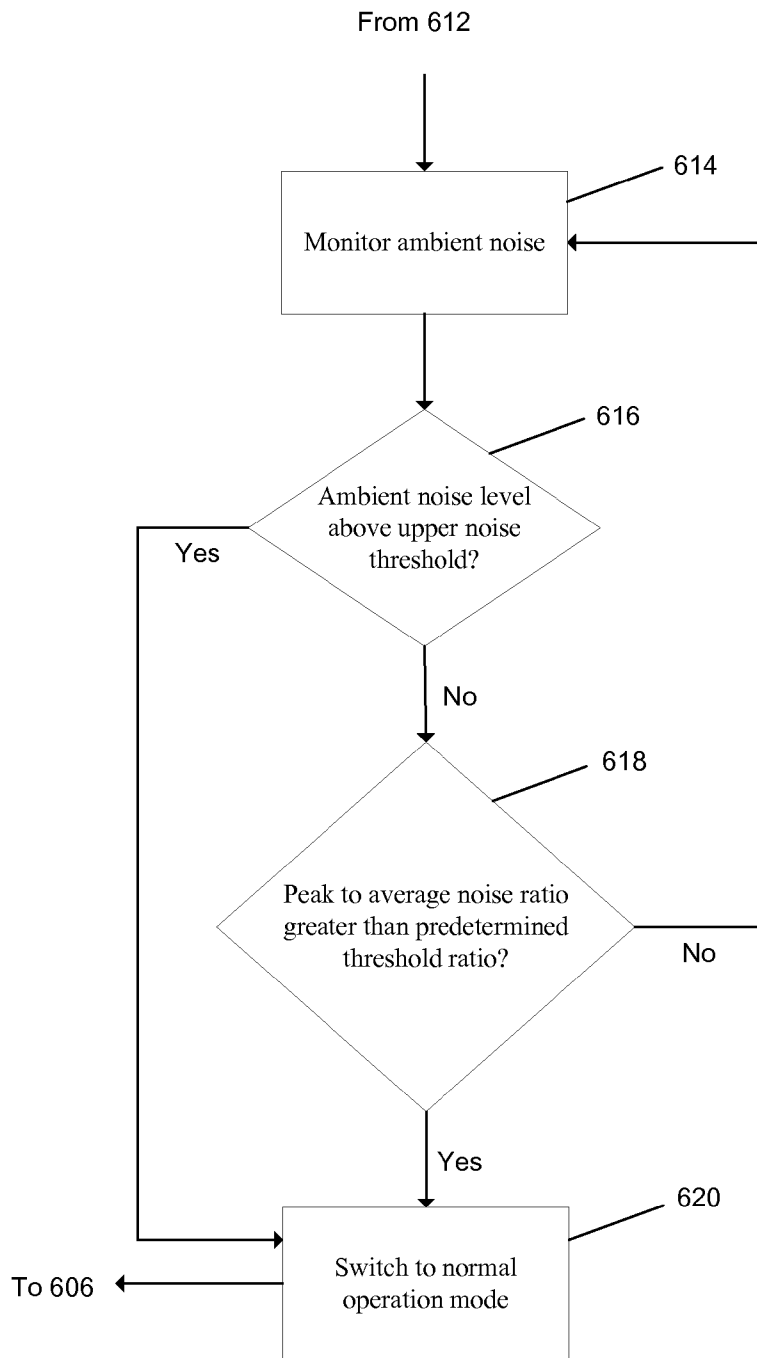 From 612
614
Monitor ambient noise
616
Ambient noise level
above upper noise
threshold?
Yes
No
618
Peak to average noise ratio
greater than predetermined
threshold ratio?
No
Yes
620
Switch to normal
operation mode
To 606